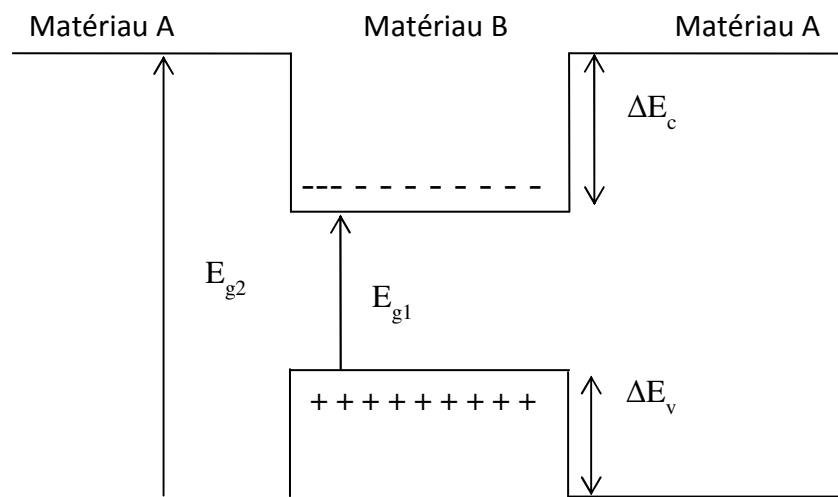 Matériau A
Matériau B
Matériau A
ΔEc
--- - - - - - - - -
Eg2
Eg1
+ + + + + + + + +
ΔEv